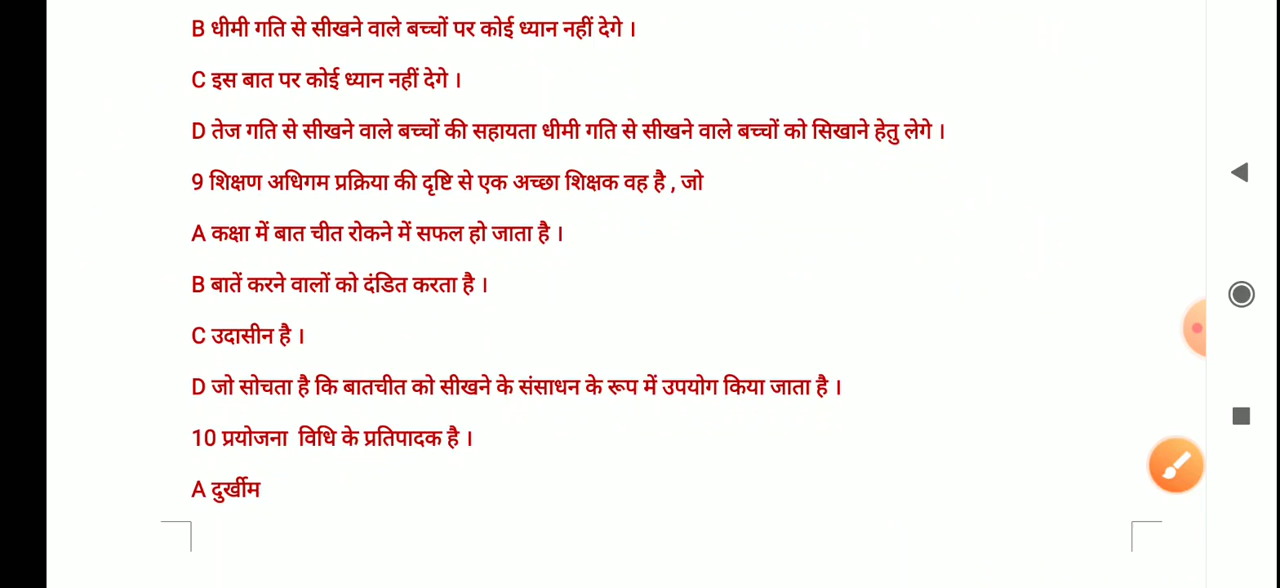 B धीमी गति से सीखने वाले बच्चों पर कोई ध्यान नहीं देगे ।
C इस बात पर कोई ध्यान नहीं देगे ।
D तेज गति से सीखने वाले बच्चों की सहायता धीमी गति से सीखने वाले बच्चों को सिखाने हेतु लेगे ।
9 शिक्षण अधिगम प्रक्रिया की दृष्टि से एक अच्छा शिक्षक वह है , जो
A कक्षा में बात चीत रोकने में सफल हो जाता है ।
B बातें करने वालों को दंडित करता है ।
C उदासीन है ।
D जो सोचता है कि बातचीत को सीखने के संसाधन के रूप में उपयोग किया जाता है ।
10 प्रयोजना विधि के प्रतिपादक है ।
A दुर्खीम